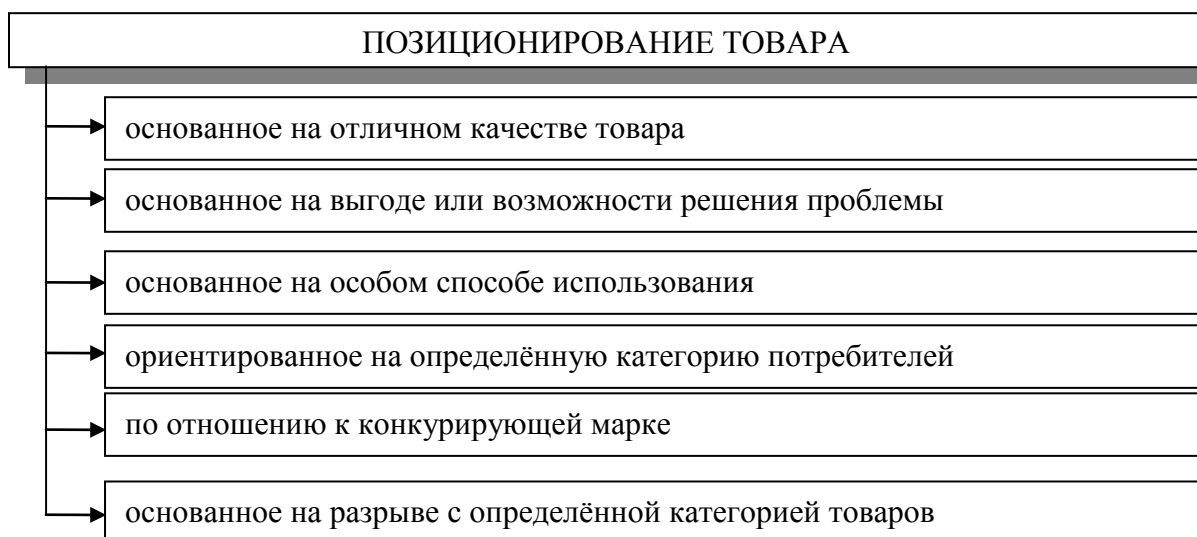 ПОЗИЦИОНИРОВАНИЕ ТОВАРА
основанное на отличном качестве товара
основанное на выгоде или возможности решения проблемы
основанное на особом способе использования
ориентированное на определённую категорию потребителей
по отношению к конкурирующей марке
основанное на разрыве с определённой категорией товаров